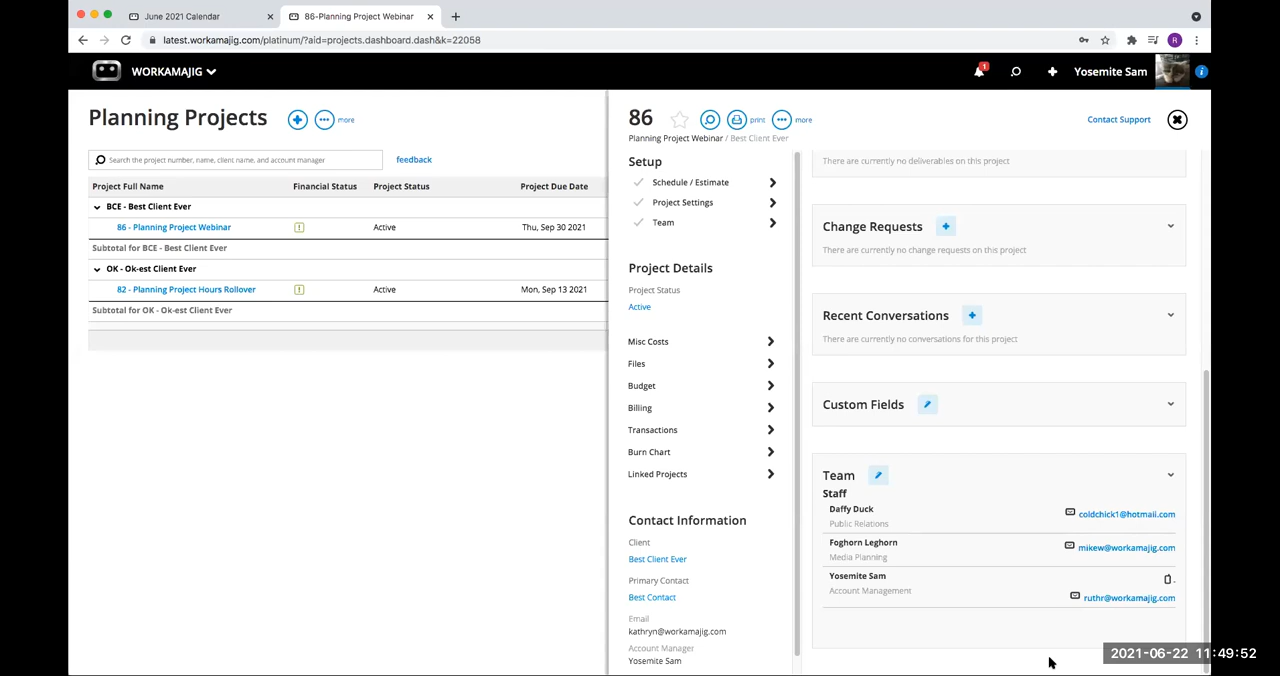 June 2021 Calendar
86-Planning Project Webinar
latest.workamajig.com/platinum/?aid=projects.dashboard.dash&k=22058
R
WORKAMAJIG
1
Yosemite Sam
i
Planning Projects
more
Search the project number, name, client name, and account manager
feedback
Project Full Name Financial Status Project Status Project Due Date
BCE - Best Client Ever
86 - Planning Project Webinar Active Thu, Sep 30 2021
Subtotal for BCE - Best Client Ever
OK - Ok-est Client Ever
82 - Planning Project Hours Rollover Active Mon, Sep 13 2021
Subtotal for OK - Ok-est Client Ever
86
print
more
Contact Support
Planning Project Webinar / Best Client Ever
Setup
Schedule / Estimate
Project Settings
Team
Project Details
Project Status
Active
Misc Costs
Files
Budget
Billing
Transactions
Burn Chart
Linked Projects
Contact Information
Client
Best Client Ever
Primary Contact
Best Contact
Email
kathryn@workamajig.com
Account Manager
Yosemite Sam
There are currently no deliverables on this project
Change Requests
There are currently no change requests on this project
Recent Conversations
There are currently no conversations for this project
Custom Fields
Team
Staff
Daffy Duck
Public Relations
coldchick1@hotmail.com
Foghorn Leghorn
Media Planning
mikew@workamajig.com
Yosemite Sam
Account Management
ruthr@workamajig.com
2021-06-22 11:49:52